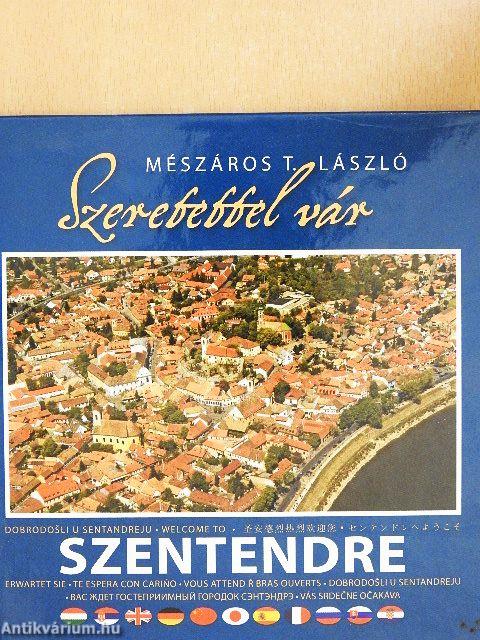 MÉSZÁROS T. LÁSZLÓ
Szeretettel vár
DOBRODOŠLI U SENTANDREJU • WELCOME TO • 圣安德烈热烈欢迎您 • センテンドレへようこそ
SZENTENDRE
ERWARTET SIE • TE ESPERA CON CARIÑO • VOUS ATTEND Ř BRAS OUVERTS • DOBRODOŠLI U SENTANDREJU
• ВАС ЖДЕТ ГОСТЕПРИИМНЫЙ ГОРОДОК СЭНТЭНДРЭ • VÁS SRDEČNE OČAKÁVA
© Antikvárium.hu